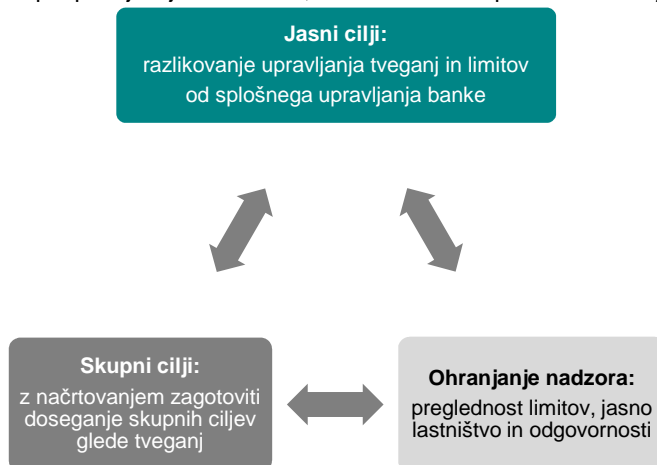 Jasni cilji:
razlikovanje upravljanja tveganj in limitov
od splošnega upravljanja banke
Skupni cilji:
z načrtovanjem zagotoviti
doseganje skupnih ciljev
glede tveganj
Ohranjanje nadzora:
preglednost limitov, jasno
lastništvo in odgovornosti